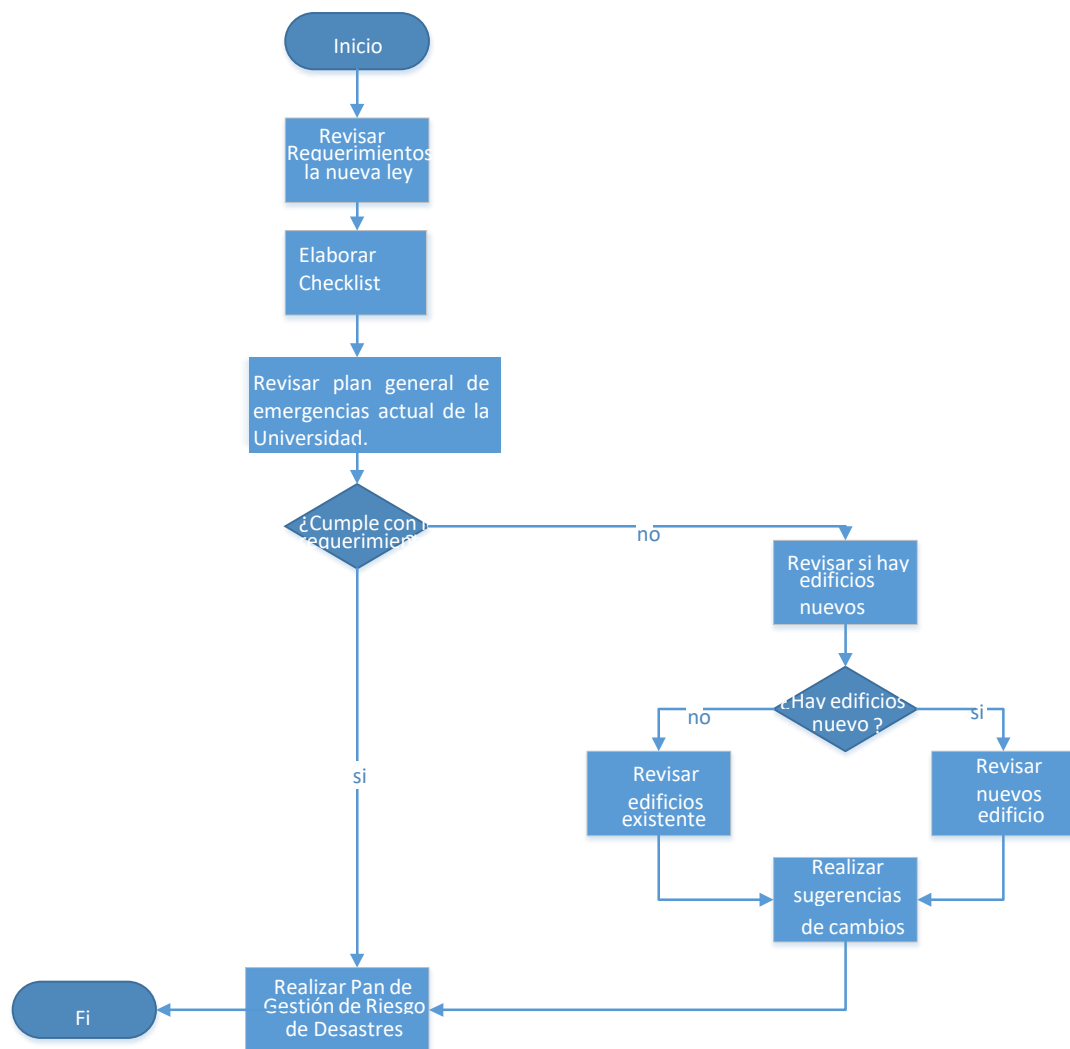 Inicio
Revisar
Requerimientos
la nueva ley
Elaborar
Checklist
Revisar plan general de
emergencias actual de la
Universidad.
¿Cumple con
requerimien
no
Revisar si hay
edificios
nuevos
¿Hay edificios
nuevo ?
no
si
si
Revisar
edificios
existente
Revisar
nuevos
edificio
Realizar
sugerencias
de cambios
Realizar Pan de
Gestión de Riesgo
de Desastres
Fi